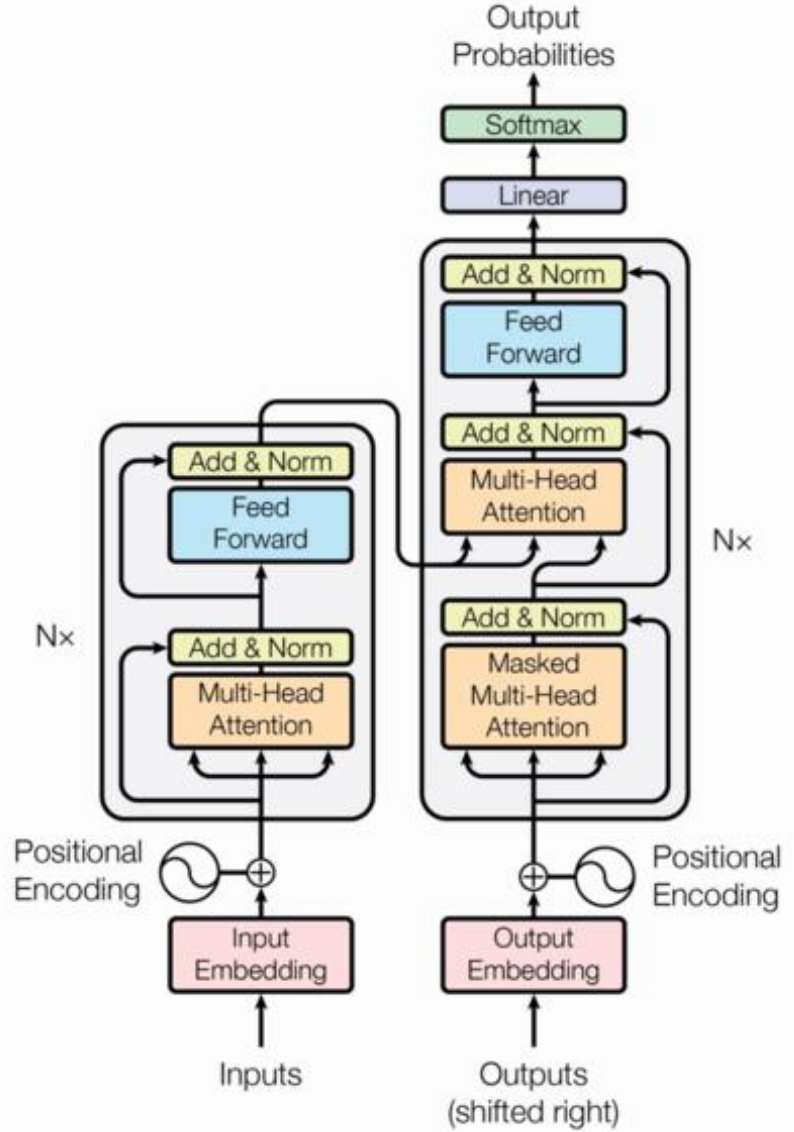 Output
Probabilities
Softmax
Linear
Add & Norm
Feed
Forward
Add & Norm
Multi-Head
Attention
Nx
Add & Norm
Masked
Multi-Head
Attention
Add & Norm
Feed
Forward
Nx
Add & Norm
Multi-Head
Attention
Positional
Encoding
Positional
Encoding
Input
Embedding
Output
Embedding
Inputs
Outputs
(shifted right)